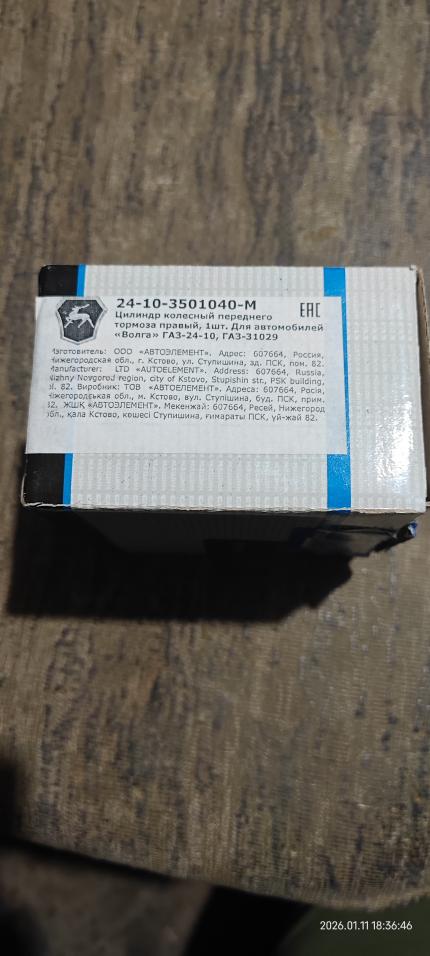 24-10-3501040-М
EAC
Цилиндр колесный переднего
тормоза правый, 1шт. Для автомобилей
«Волга» ГАЗ-24-10, ГАЗ-31029
Изготовитель: ООО «АВТОЭЛЕМЕНТ». Адрес: 607664, Россия,
Нижегородская обл., г. Кстово, ул. Ступишина, зд. ПСК, пом. 82.
Manufacturer: LTD «AUTOELEMENT». Address: 607664, Russia,
Nizhny Novgorod region, city of Kstovo, Stupishin str., PSK building,
82. Виробник: ТОВ «АВТОЕЛЕМЕНТ». Адреса: 607664, Росія,
Нижегородська обл., м. Кстово, вул. Ступішина, буд. ПСК, прим.
82. ЖШҚ «АВТОЭЛЕМЕНТ». Мекенжай: 607664, Ресей, Нижегород
обл., қала Кстово, көшесі Ступишина, ғимараты ПСК, үй-жай 82.
2026.01.11 18:36:46